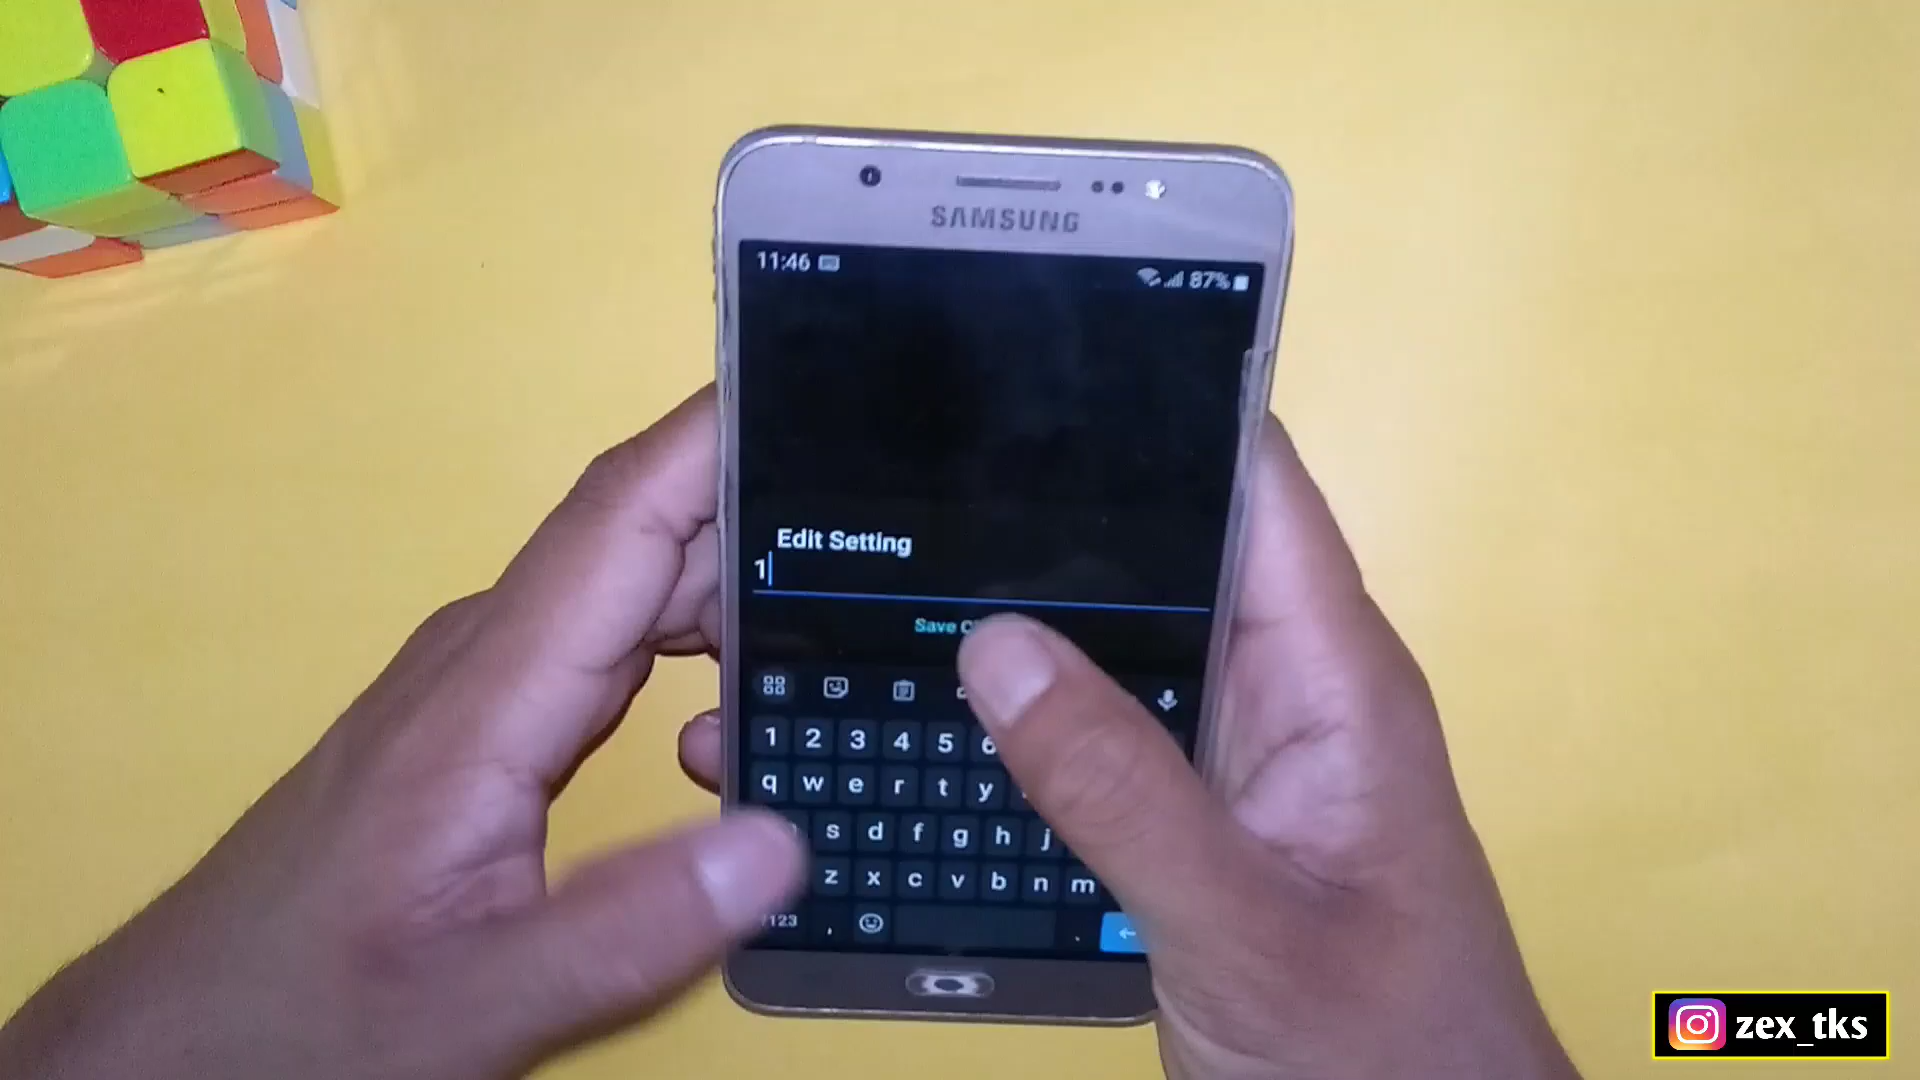 SAMSUNG
11:46
87%
Edit Setting
1
Save
1 2 3 4 5 6
q w e r t y
s d f g h j
z x c v b n m
123 , .
zex_tks